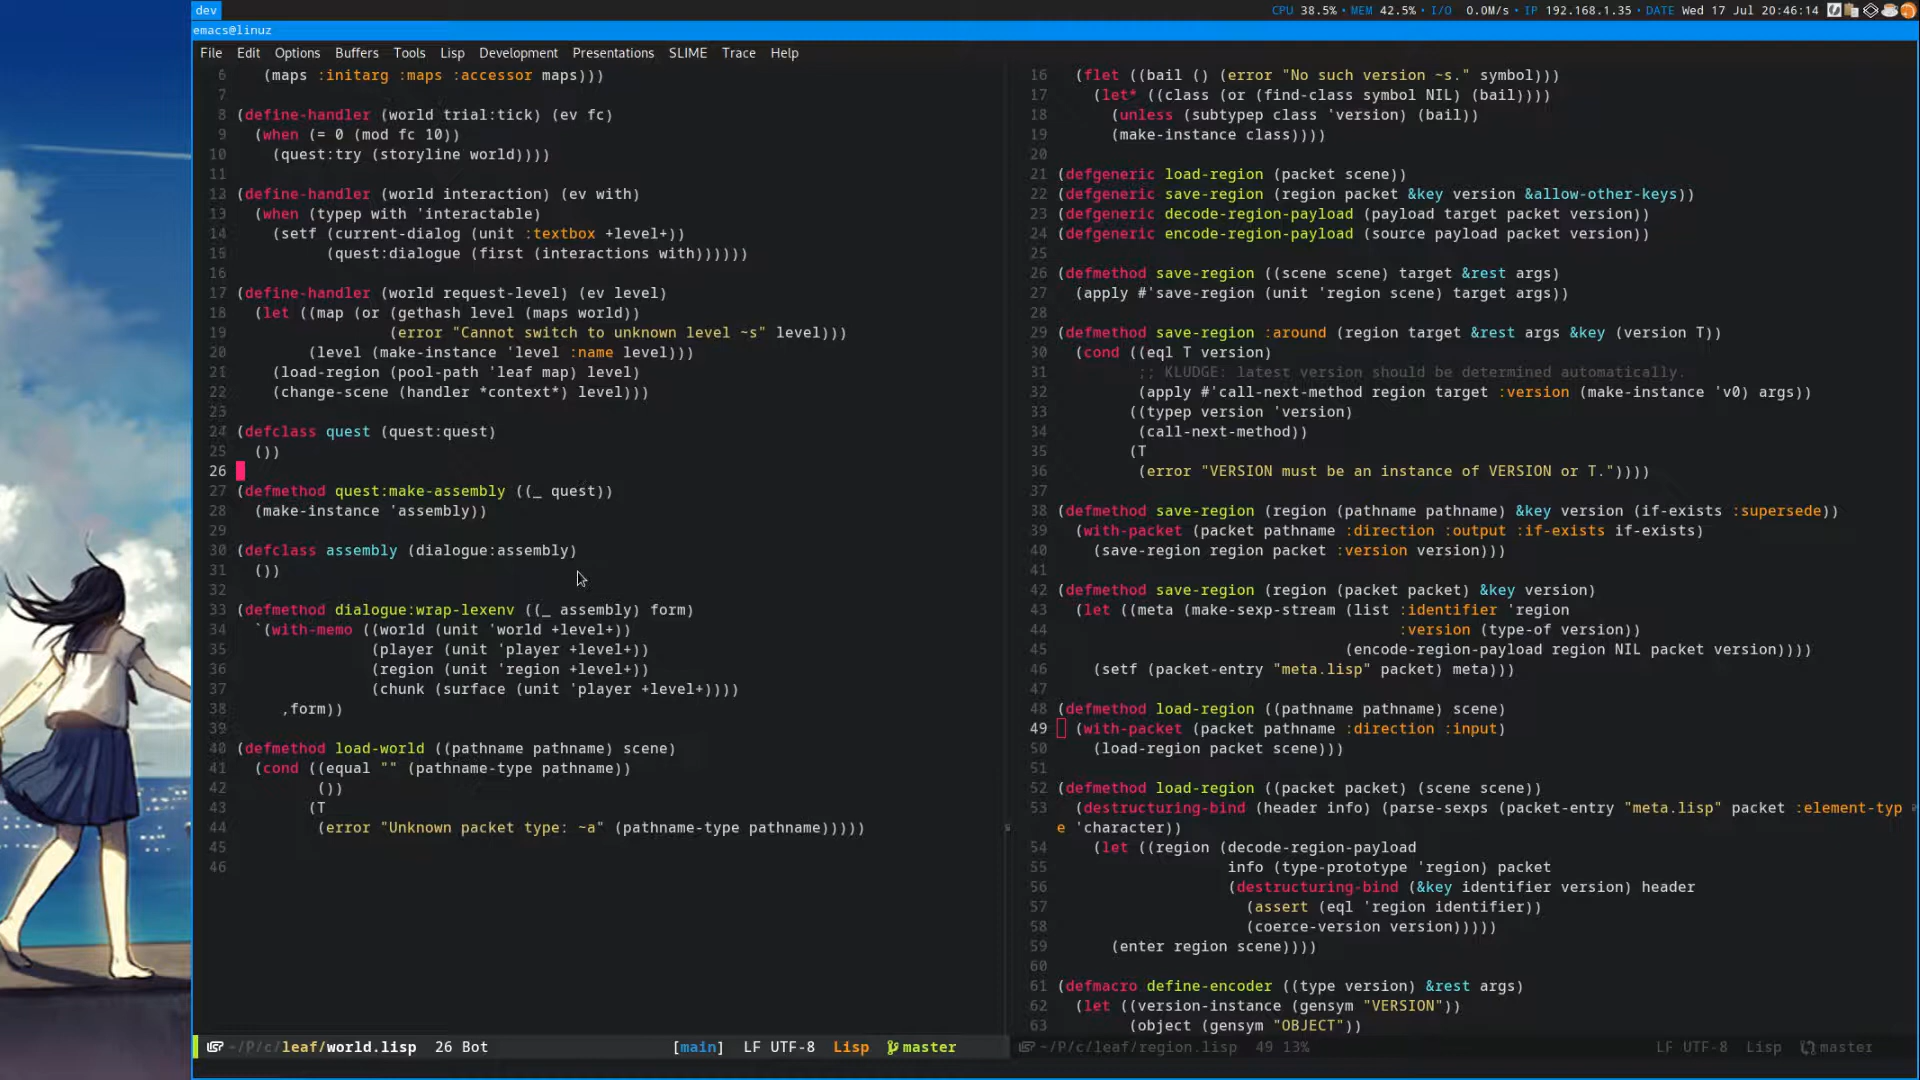 dev
CPU 38.5% • MEM 42.5% • I/O 0.0M/s • IP 192.168.1.35 • DATE Wed 17 Jul 20:46:14
emacs@linuz
File Edit Options Buffers Tools Lisp Development Presentations SLIME Trace Help
6 (maps :initarg :maps :accessor maps)))
7
8 (define-handler (world trial:tick) (ev fc)
9 (when (= 0 (mod fc 10))
10 (quest:try (storyline world))))
11
12 (define-handler (world interaction) (ev with)
13 (when (typep with 'interactable)
14 (setf (current-dialog (unit :textbox +level+))
15 (quest:dialogue (first (interactions with))))))
16
17 (define-handler (world request-level) (ev level)
18 (let ((map (or (gethash level (maps world))
19 (error "Cannot switch to unknown level ~s" level)))
20 (level (make-instance 'level :name level)))
21 (load-region (pool-path 'leaf map) level)
22 (change-scene (handler *context*) level)))
23
24 (defclass quest (quest:quest)
25 ())
26
27 (defmethod quest:make-assembly ((_ quest))
28 (make-instance 'assembly))
29
30 (defclass assembly (dialogue:assembly)
31 ())
32
33 (defmethod dialogue:wrap-lexenv ((_ assembly) form)
34 `(with-memo ((world (unit 'world +level+))
35 (player (unit 'player +level+))
36 (region (unit 'region +level+))
37 (chunk (surface (unit 'player +level+))))
38 ,form))
39
40 (defmethod load-world ((pathname pathname) scene)
41 (cond ((equal "" (pathname-type pathname))
42 ())
43 (T
44 (error "Unknown packet type: ~a" (pathname-type pathname)))))
45
46
~/P/c/leaf/world.lisp 26 Bot [main] LF UTF-8 Lisp master
16 (flet ((bail () (error "No such version ~s." symbol)))
17 (let* ((class (or (find-class symbol NIL) (bail))))
18 (unless (subtypep class 'version) (bail))
19 (make-instance class))))
20
21 (defgeneric load-region (packet scene))
22 (defgeneric save-region (region packet &key version &allow-other-keys))
23 (defgeneric decode-region-payload (payload target packet version))
24 (defgeneric encode-region-payload (source payload packet version))
25
26 (defmethod save-region ((scene scene) target &rest args)
27 (apply #'save-region (unit 'region scene) target args))
28
29 (defmethod save-region :around (region target &rest args &key (version T))
30 (cond ((eql T version)
31 ;; KLUDGE: latest version should be determined automatically.
32 (apply #'call-next-method region target :version (make-instance 'v0) args))
33 ((typep version 'version)
34 (call-next-method))
35 (T
36 (error "VERSION must be an instance of VERSION or T."))))
37
38 (defmethod save-region (region (pathname pathname) &key version (if-exists :supersede))
39 (with-packet (packet pathname :direction :output :if-exists if-exists)
40 (save-region region packet :version version)))
41
42 (defmethod save-region (region (packet packet) &key version)
43 (let ((meta (make-sexp-stream (list :identifier 'region
44 :version (type-of version))
45 (encode-region-payload region NIL packet version))))
46 (setf (packet-entry "meta.lisp" packet) meta)))
47
48 (defmethod load-region ((pathname pathname) scene)
49 (with-packet (packet pathname :direction :input)
50 (load-region packet scene)))
51
52 (defmethod load-region ((packet packet) (scene scene))
53 (destructuring-bind (header info) (parse-sexps (packet-entry "meta.lisp" packet :element-typ
e 'character))
54 (let ((region (decode-region-payload
55 info (type-prototype 'region) packet
56 (destructuring-bind (&key identifier version) header
57 (assert (eql 'region identifier))
58 (coerce-version version)))))
59 (enter region scene))))
60
61 (defmacro define-encoder ((type version) &rest args)
62 (let ((version-instance (gensym "VERSION"))
63 (object (gensym "OBJECT"))
~/P/c/leaf/region.lisp 49 13% LF UTF-8 Lisp master